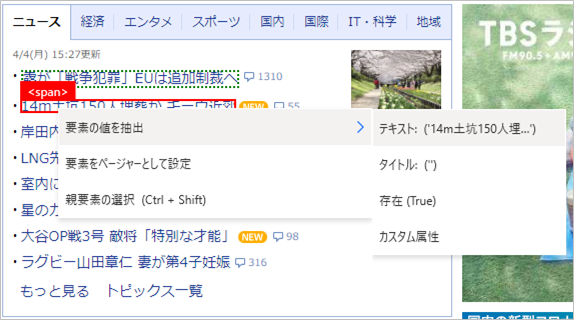 ニュース 経済 エンタメ スポーツ 国内 国際 IT・科学 地域
4/4(月) 15:27更新
が「戦争犯罪」EUは追加制裁へ 1310
<span>
14m土坑150人埋葬か キーウ近郊 NEW 55
岸田内
LNG先
室内に
星のカ
大谷OP戦3号 敵将「特別な才能」 NEW 98
ラグビー山田章仁 妻が第4子妊娠 316
もっと見る トピックス一覧
要素の値を抽出
要素をページャーとして設定
親要素の選択 (Ctrl + Shift)
テキスト: ('14m土坑150人埋...')
タイトル: ('')
存在 (True)
カスタム属性
TBSラジ
FM90.5+AM